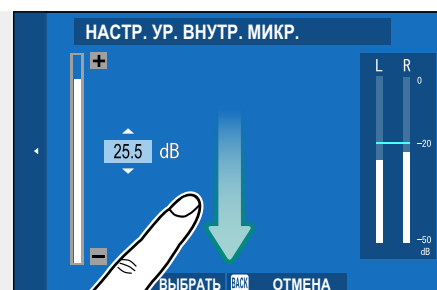 НАСТР. УР. ВНУТР. МИКР.
+
L R
0
25.5 dB
-20
-
-50
dB
ВЫБРАТЬ BACK ОТМЕНА